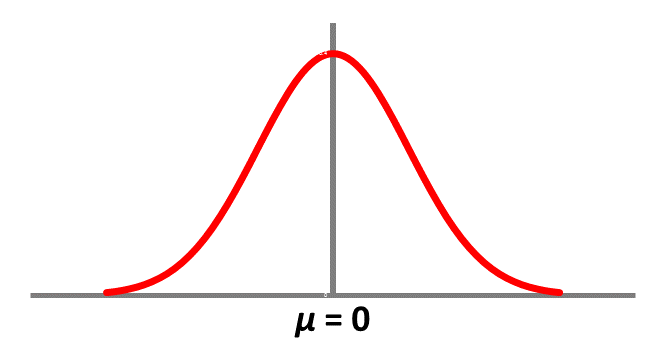 μ = 0